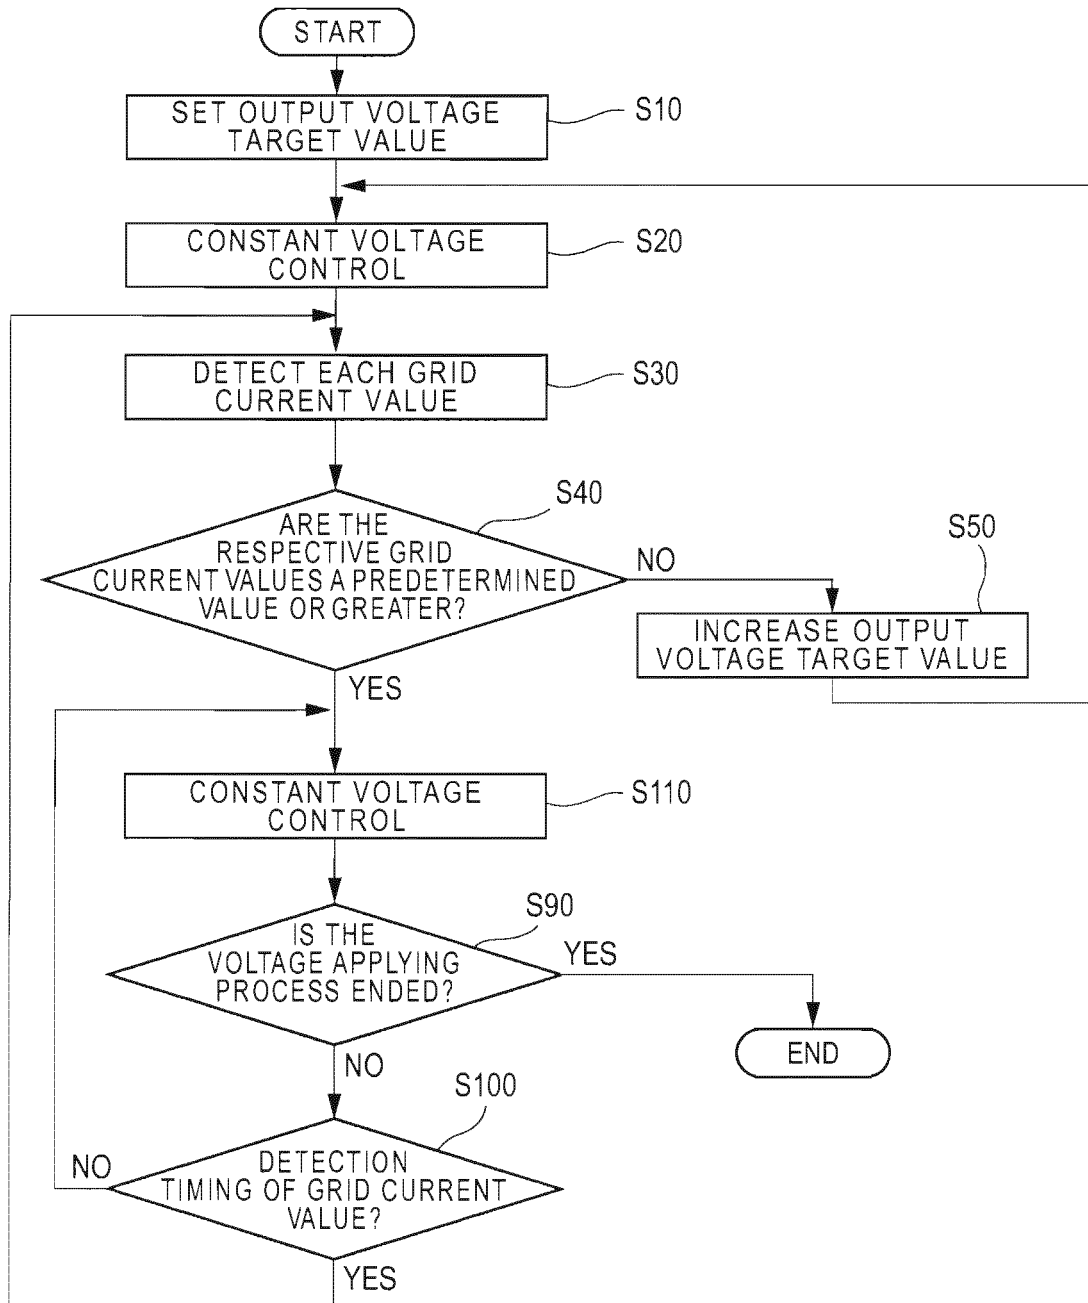 START
SET OUTPUT VOLTAGE
TARGET VALUE
S10
CONSTANT VOLTAGE
CONTROL
S20
DETECT EACH GRID
CURRENT VALUE
S30
ARE THE
RESPECTIVE GRID
CURRENT VALUES A PREDETERMINED
VALUE OR GREATER?
S40
NO
S50
INCREASE OUTPUT
VOLTAGE TARGET VALUE
YES
CONSTANT VOLTAGE
CONTROL
S110
IS THE
VOLTAGE APPLYING
PROCESS ENDED?
S90
YES
END
NO
S100
NO
DETECTION
TIMING OF GRID CURRENT
VALUE?
YES